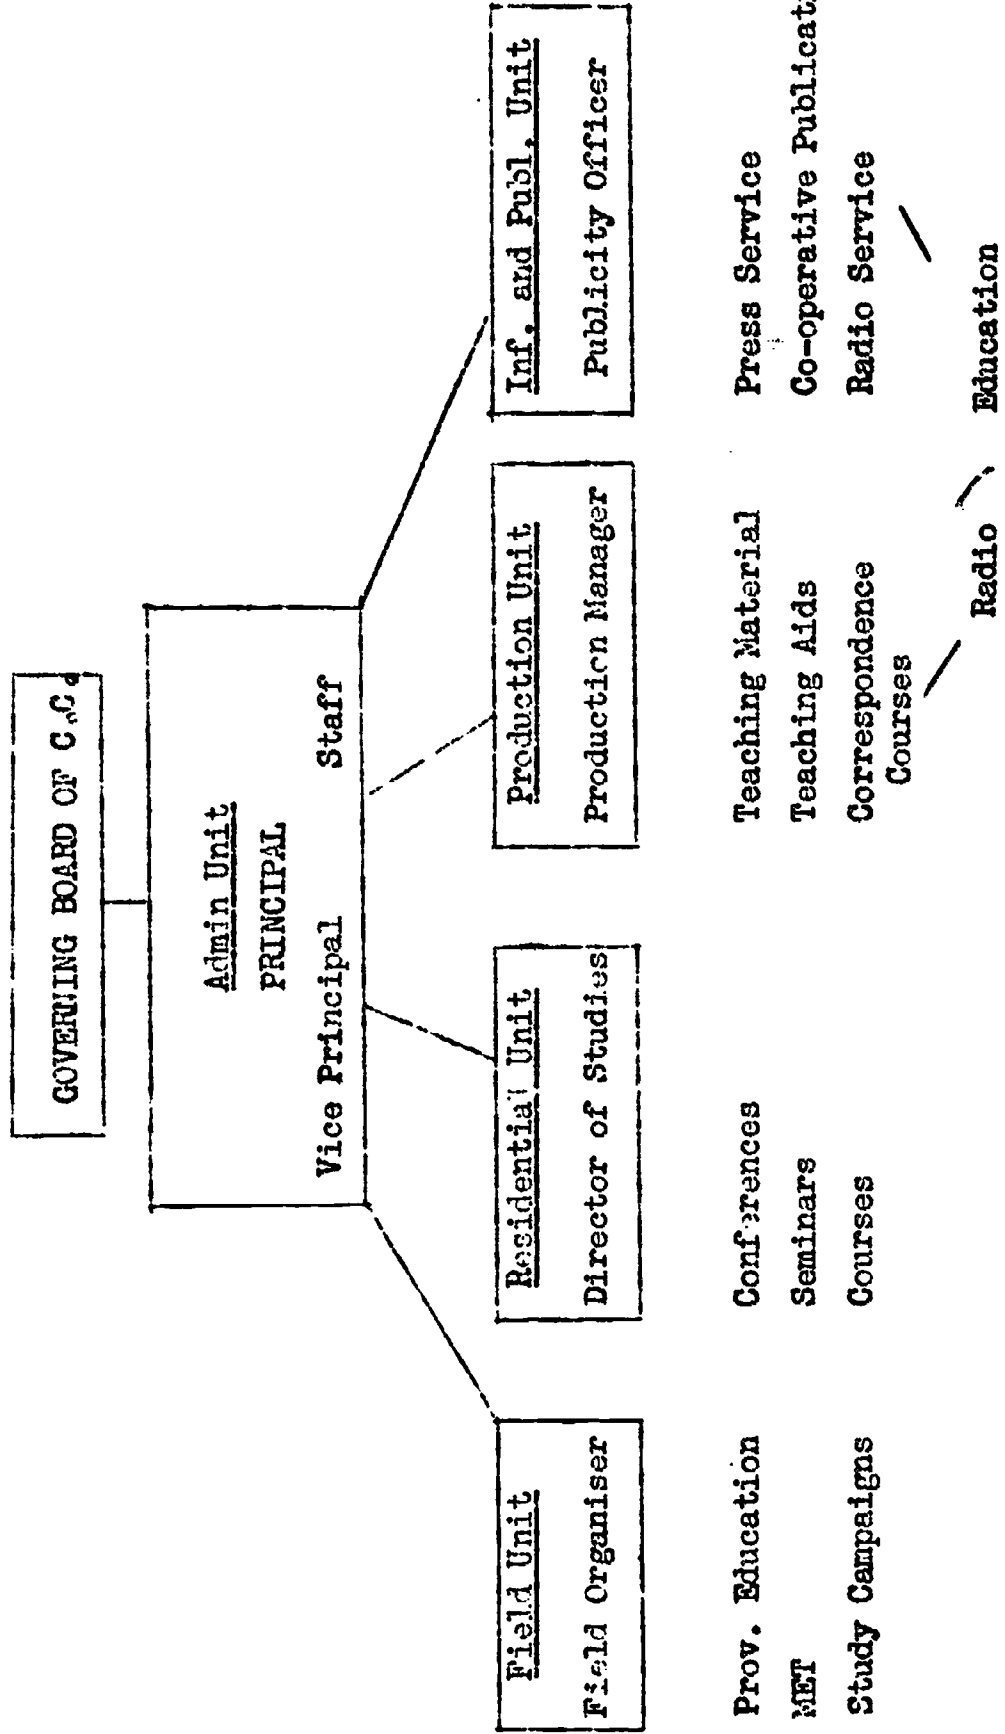 GOVERNING BOARD OF C.C.
Admin Unit
PRINCIPAL
Vice Principal Staff
Field Unit
Field Organiser
Prov. Education
MET
Study Campaigns
Residential Unit
Director of Studies
Conferences
Seminars
Courses
Production Unit
Production Manager
Teaching Material
Teaching Aids
Correspondence
Courses
Inf. and Publ. Unit
Publicity Officer
Press Service
Co-operative Publicat
Radio Service
Radio Education